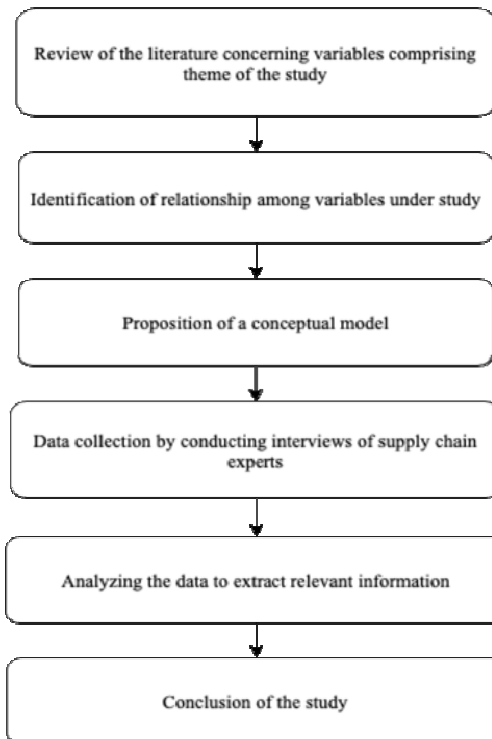 Review of the literature concerning variables comprising
theme of the study
Identification of relationship among variables under study
Proposition of a conceptual model
Data collection by conducting interviews of supply chain
experts
Analyzing the data to extract relevant information
Conclusion of the study